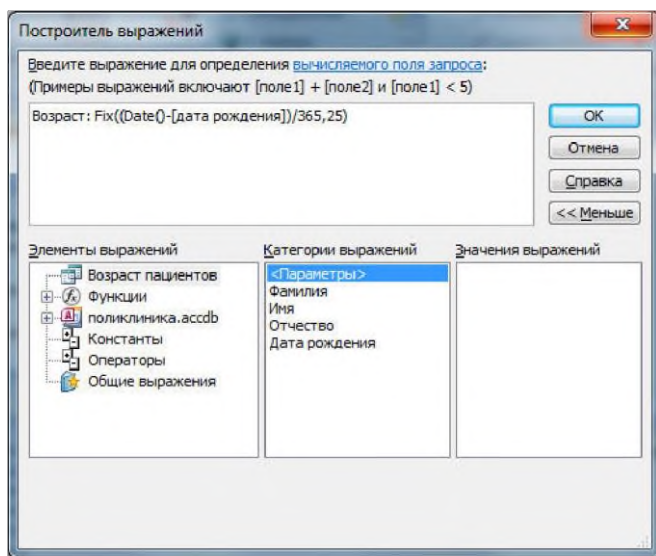 Построитель выражений
Введите выражение для определения вычисляемого поля запроса:
(Примеры выражений включают [поле1] + [поле2] и [поле1] < 5)
Возраст: Fix((Date()-[дата рождения])/365,25)
ОК
Отмена
Справка
<< Меньше
Элементы выражений
Возраст пациентов
Функции
поликлиника.accdb
Константы
Операторы
Общие выражения
Категории выражений
<Параметры>
Фамилия
Имя
Отчество
Дата рождения
Значения выражений